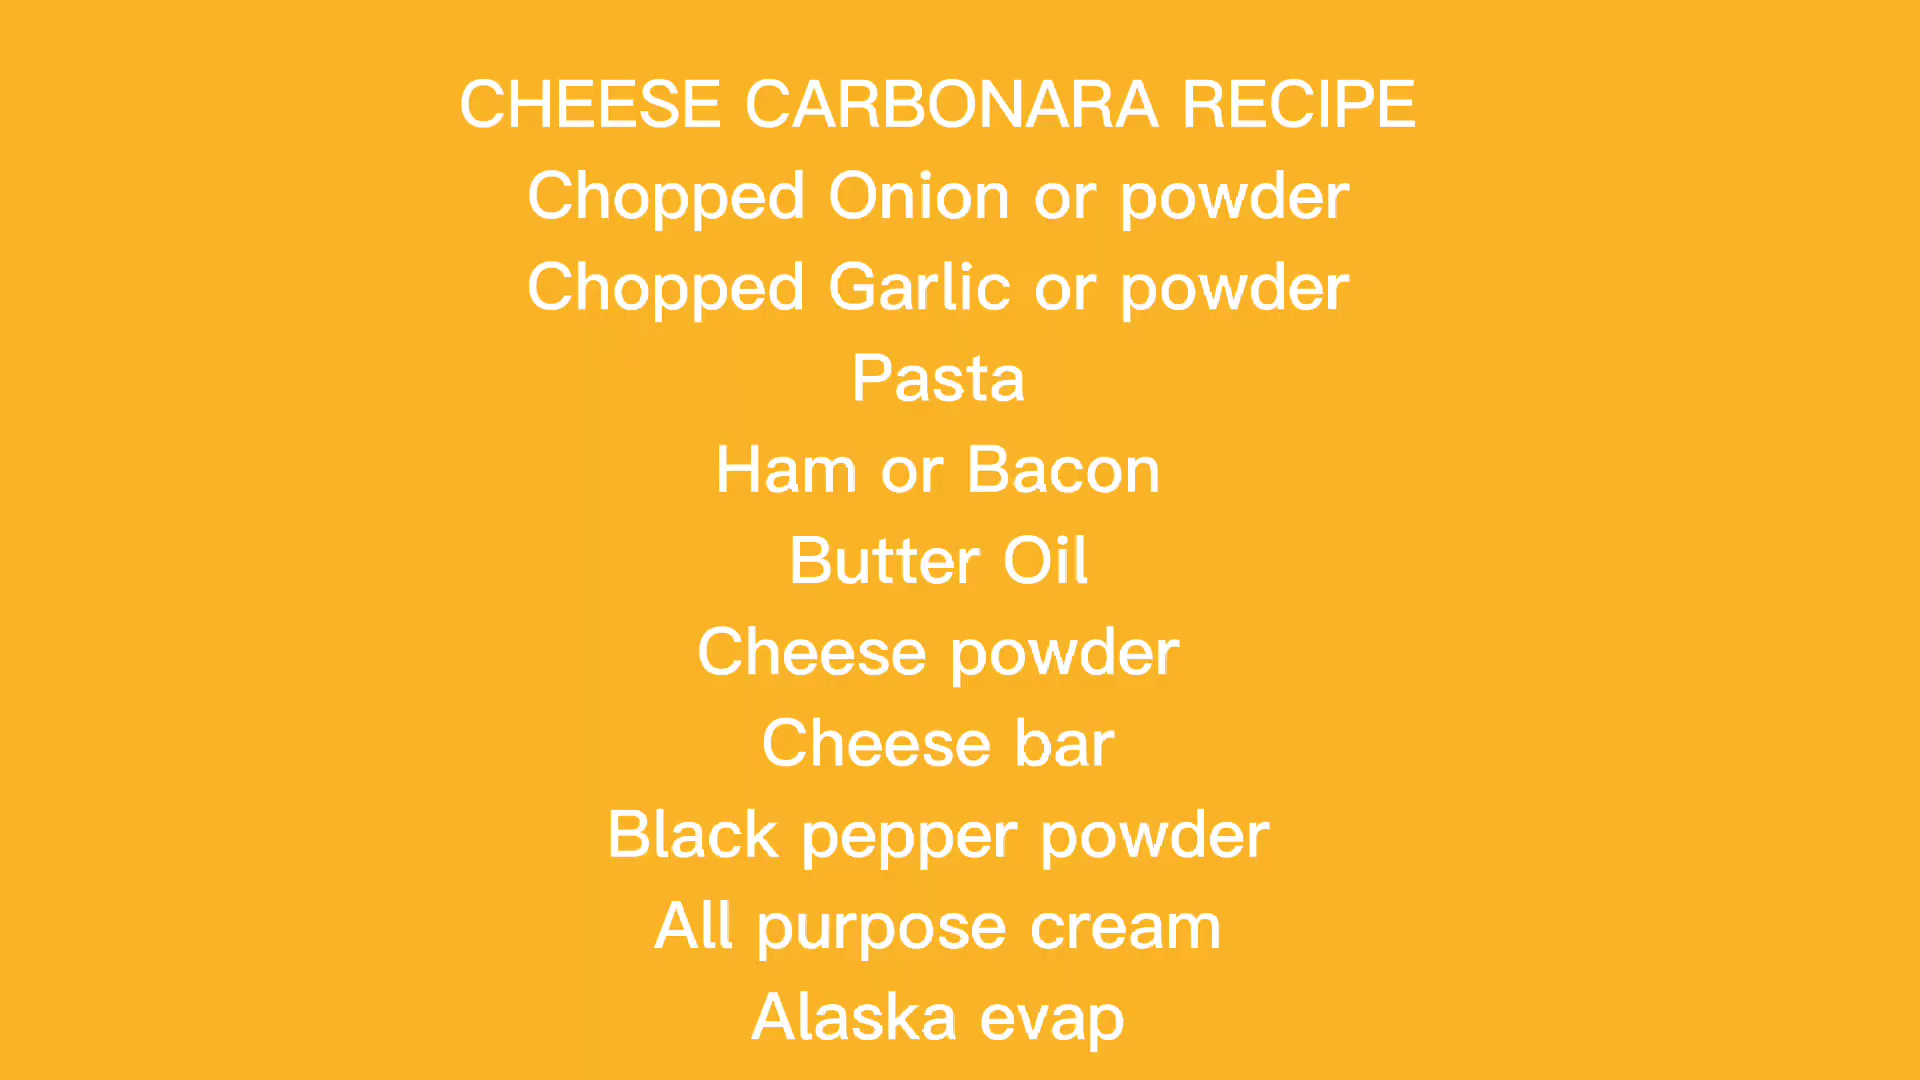 CHEESE CARBONARA RECIPE
Chopped Onion or powder
Chopped Garlic or powder
Pasta
Ham or Bacon
Butter Oil
Cheese powder
Cheese bar
Black pepper powder
All purpose cream
Alaska evap